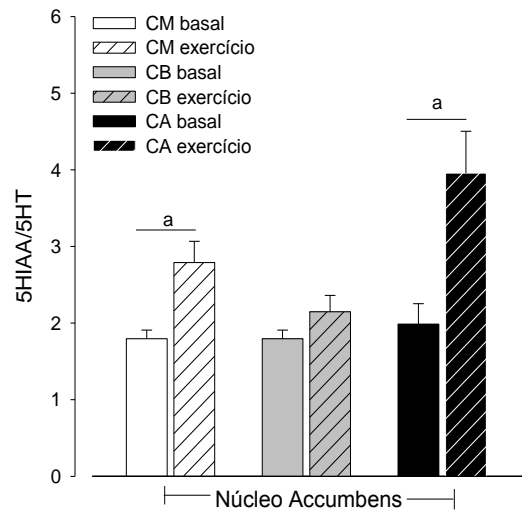 6
5
4
3
2
1
0
5HIAA/5HT
CM basal
CM exercício
CB basal
CB exercício
CA basal
CA exercício
a
a
Núcleo Accumbens